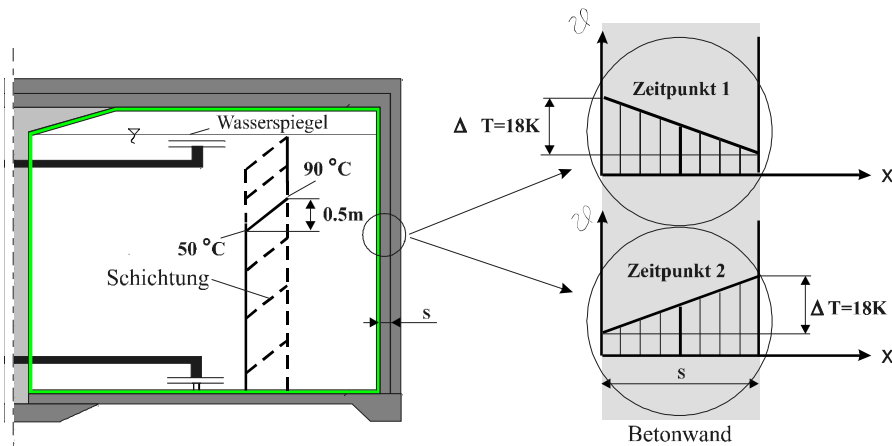 Wasserspiegel
90 °C
0.5m
50 °C
Schichtung
s
ϑ
Zeitpunkt 1
Δ T=18K
x
ϑ
Zeitpunkt 2
Δ T=18K
x
s
Betonwand